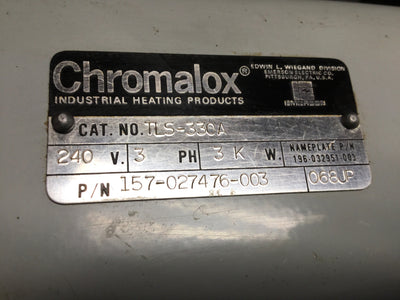 Chromalox®
INDUSTRIAL HEATING PRODUCTS
EDWIN L. WIEGAND DIVISION
EMERSON ELECTRIC CO.
PITTSBURGH, PA., U.S.A.
CAT. NO. TLS-330A
240 V. 3 PH 3 K W. NAMEPLATE P/N
196-032951-003
P/N 157-027476-003 068JP